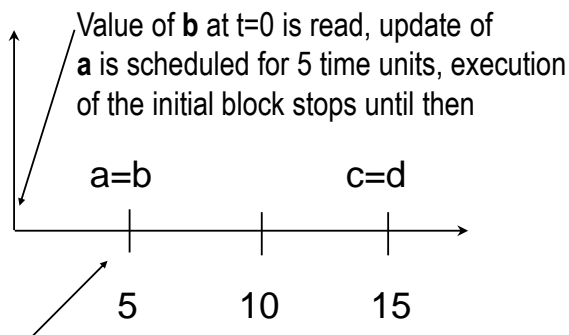 Value of b at t=0 is read, update of
a is scheduled for 5 time units, execution
of the initial block stops until then
a=b c=d
5 10 15